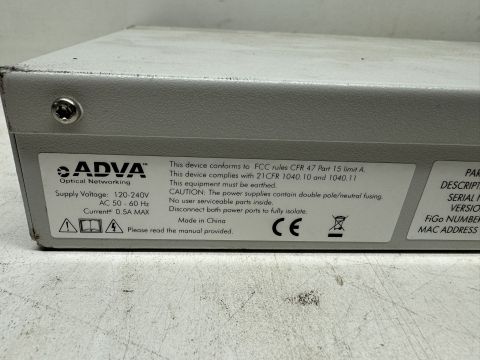 ADVA™
Optical Networking
Supply Voltage: 120-240V
AC 50 - 60 Hz
Current: 0.5A MAX
Please read the manual provided.
This device conforms to FCC rules CFR 47 Part 15 limit A.
This device complies with 21CFR 1040.10 and 1040.11
This equipment must be earthed.
CAUTION: The power supplies contain double pole/neutral fusing.
No user serviceable parts inside.
Disconnect both power ports to fully isolate.
Made in China
CE
PAR
DESCRIPT
SERIAL N
VERSIO
FiGo NUMBER
MAC ADDRESS